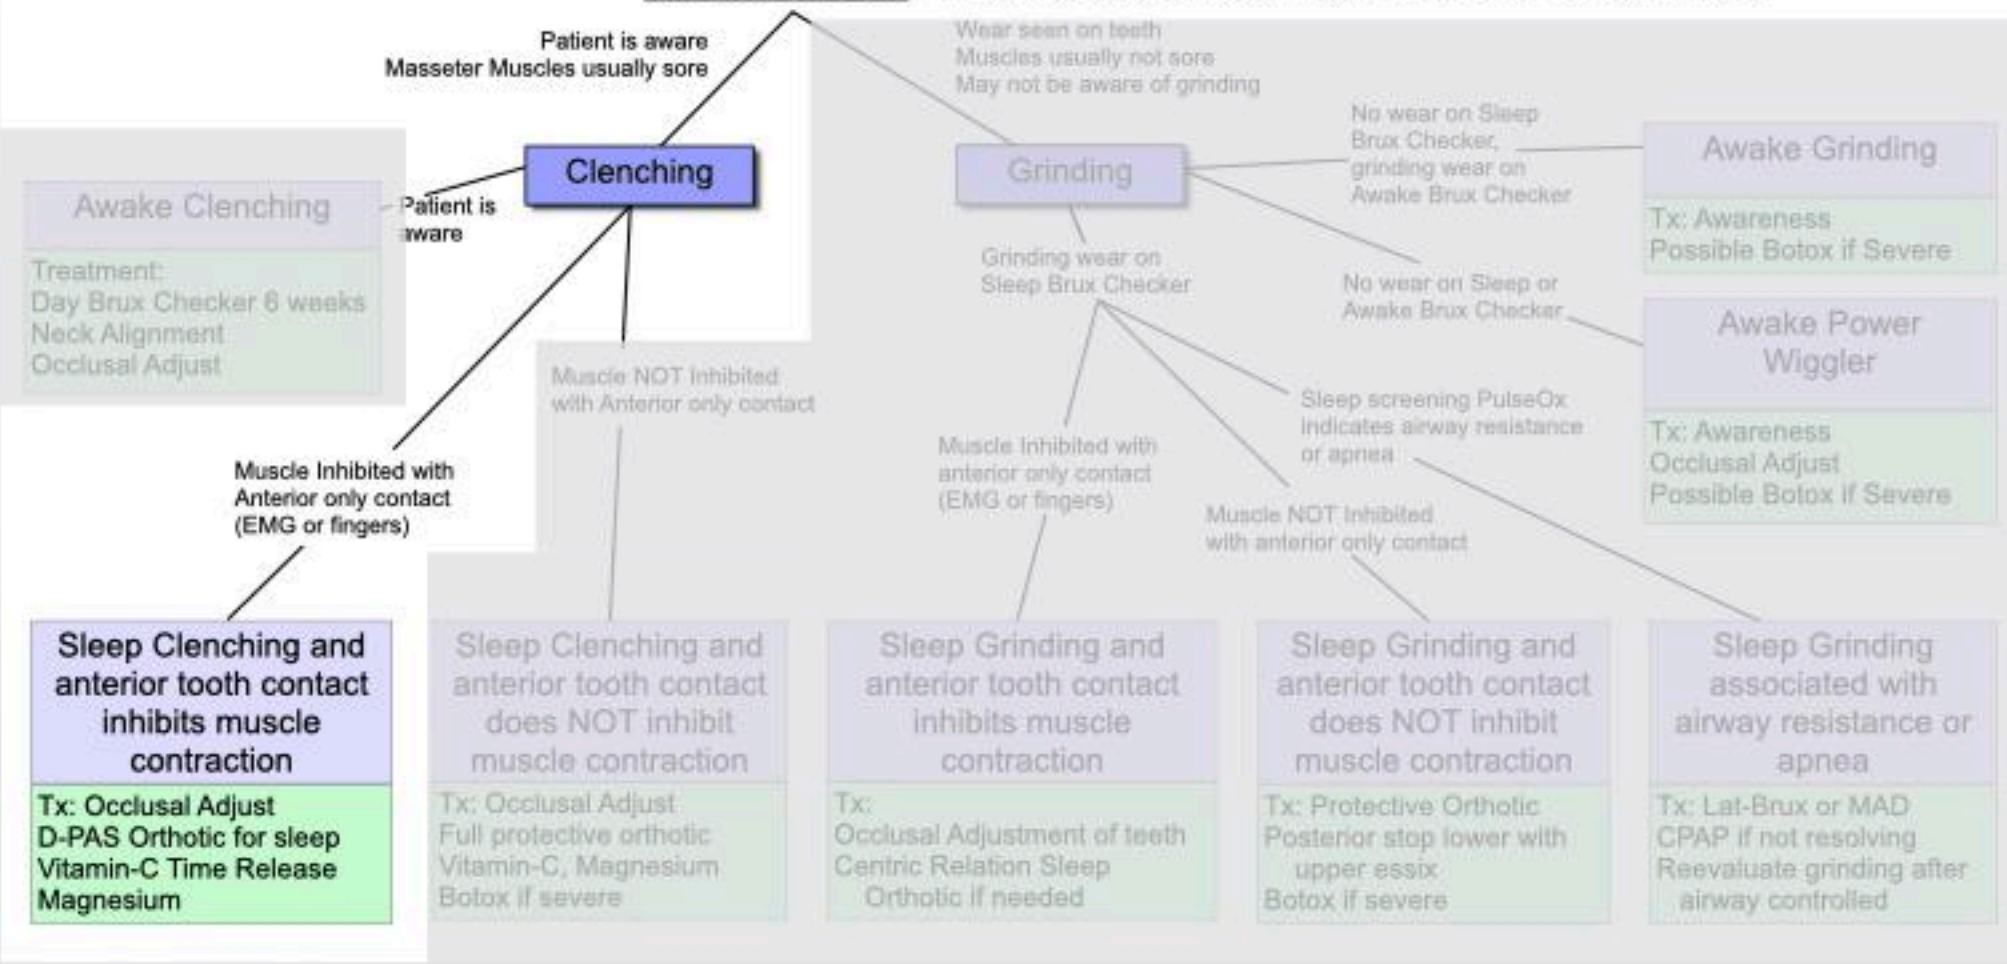 Patient is aware
Masseter Muscles usually sore
Wear seen on teeth
Muscles usually not sore
May not be aware of grinding
Clenching
Grinding
No wear on Sleep
Brux Checker,
grinding wear on
Awake Brux Checker
Awake Grinding
Tx: Awareness
Possible Botox if Severe
Awake Clenching
Treatment:
Day Brux Checker 6 weeks
Neck Alignment
Occlusal Adjust
Patient is
aware
Grinding wear on
Sleep Brux Checker
No wear on Sleep or
Awake Brux Checker
Awake Power
Wiggler
Tx: Awareness
Occlusal Adjust
Possible Botox if Severe
Muscle NOT Inhibited
with Anterior only contact
Muscle Inhibited with
Anterior only contact
(EMG or fingers)
Muscle Inhibited with
anterior only contact
(EMG or fingers)
Sleep screening PulseOx
indicates airway resistance
or apnea
Muscle NOT Inhibited
with anterior only contact
Sleep Clenching and
anterior tooth contact
inhibits muscle
contraction
Tx: Occlusal Adjust
D-PAS Orthotic for sleep
Vitamin-C Time Release
Magnesium
Sleep Clenching and
anterior tooth contact
does NOT inhibit
muscle contraction
Tx: Occlusal Adjust
Full protective orthotic
Vitamin-C, Magnesium
Botox if severe
Sleep Grinding and
anterior tooth contact
inhibits muscle
contraction
Tx:
Occlusal Adjustment of teeth
Centric Relation Sleep
Orthotic if needed
Sleep Grinding and
anterior tooth contact
does NOT inhibit
muscle contraction
Tx: Protective Orthotic
Posterior stop lower with
upper essix
Botox if severe
Sleep Grinding
associated with
airway resistance or
apnea
Tx: Lat-Brux or MAD
CPAP if not resolving
Reevaluate grinding after
airway controlled